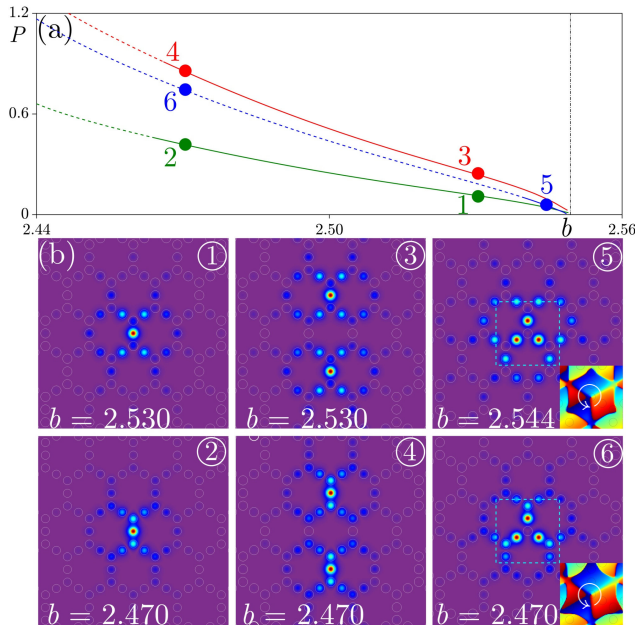 1.2
P
(a)
4
0.6
6
3
2
5
1
0
2.44
2.50
b
2.56
(b)
①
③
⑤
b = 2.530
b = 2.530
b = 2.544
②
④
⑥
b = 2.470
b = 2.470
b = 2.470